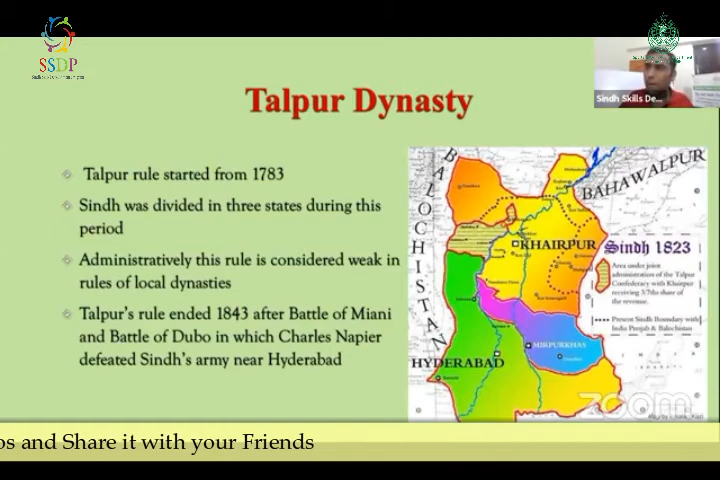 SSDP
Talpur Dynasty
Sindh Skills De...
Talpur rule started from 1783
Sindh was divided in three states during this
period
Administratively this rule is considered weak in
rules of local dynasties
Talpur's rule ended 1843 after Battle of Miani
and Battle of Dubo in which Charles Napier
defeated Sindh's army near Hyderabad
BALOCHISTAN
BAHAWALPUR
KHAIRPUR
Sindh 1823
Area under joint
administration of the Talpur
Confederacy with Khairpur
receiving 3/7ths share of
the revenue.
Present Sindh Boundary with
India Punjab & Balochistan
MIRPURKHAS
HYDERABAD
zoom
os and Share it with your Friends